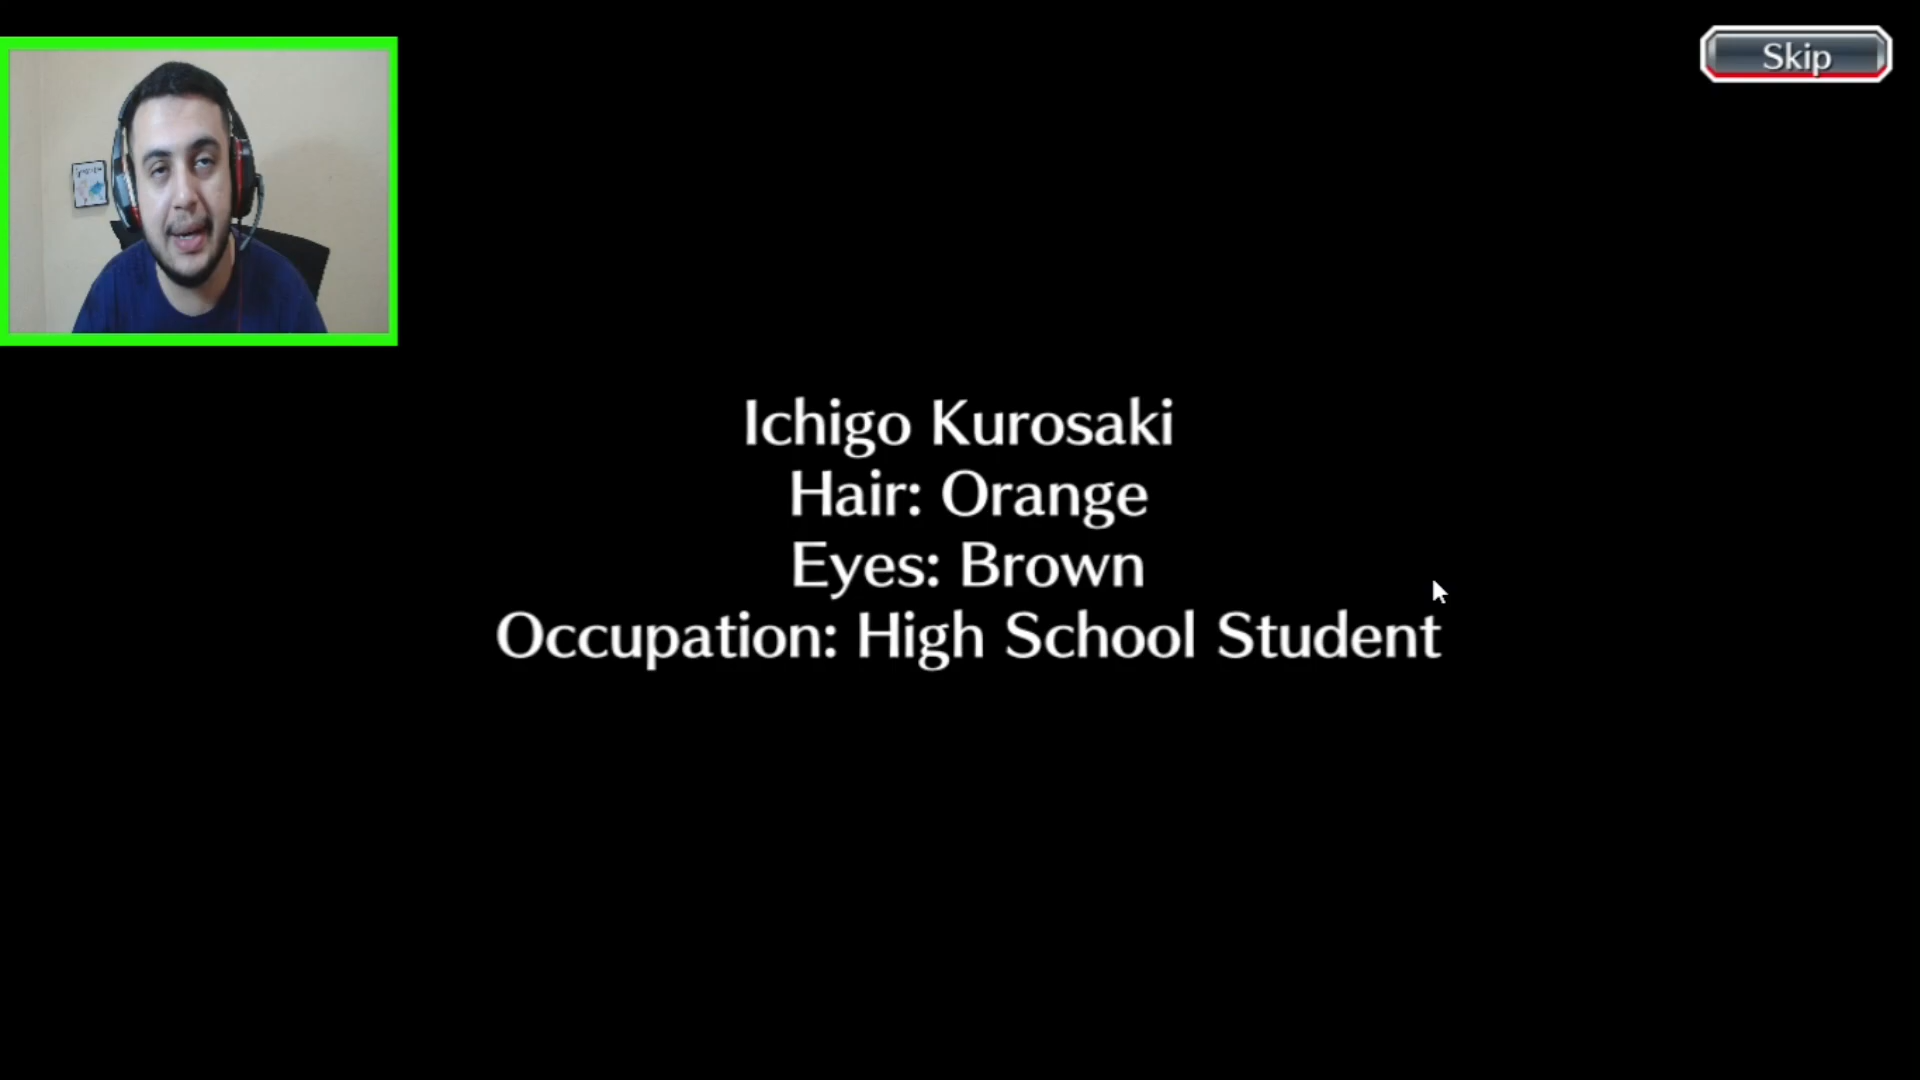 Skip
Ichigo Kurosaki
Hair: Orange
Eyes: Brown
Occupation: High School Student